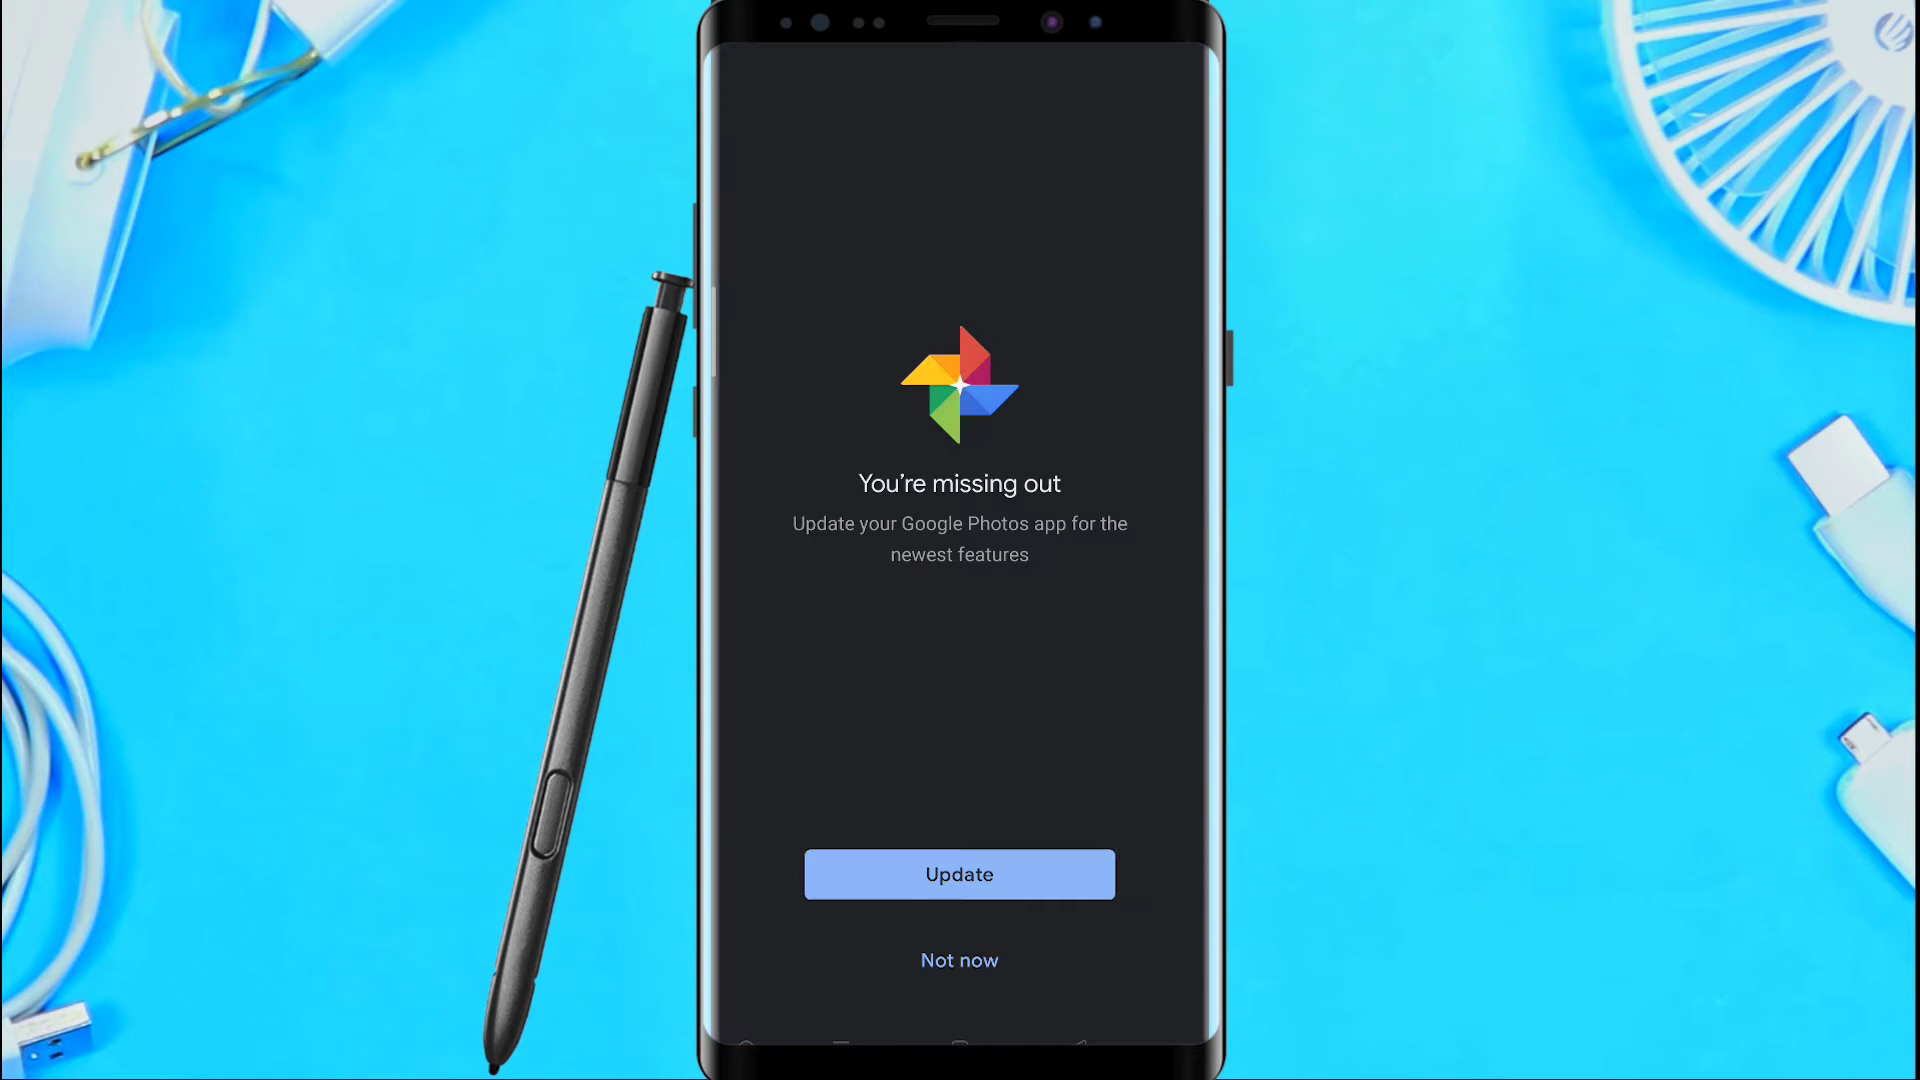 You’re missing out
Update your Google Photos app for the
newest features
Update
Not now